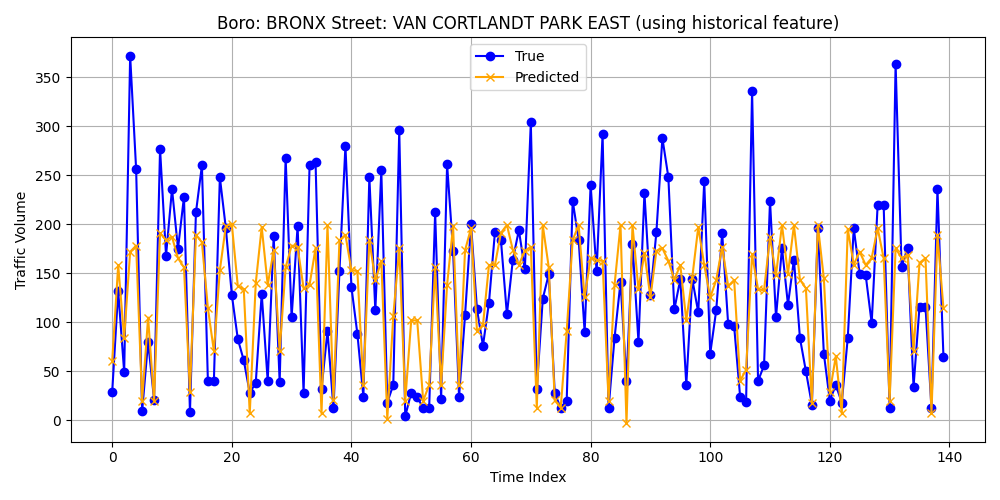 Boro: BRONX Street: VAN CORTLANDT PARK EAST (using historical feature)
True
Predicted
Traffic Volume
350
300
250
200
150
100
50
0
0 20 40 60 80 100 120 140
Time Index